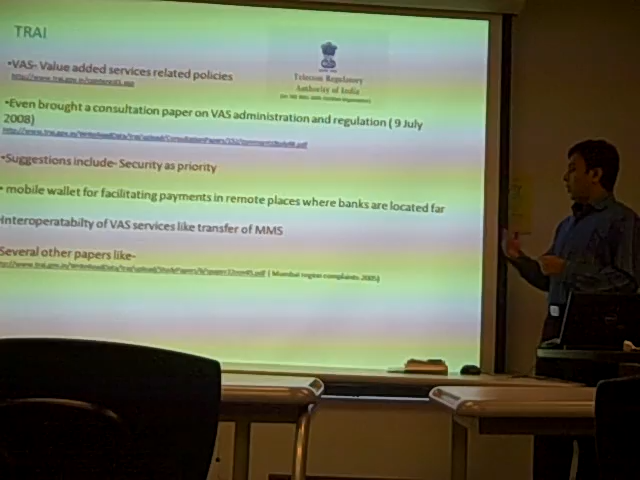 TRAI
•VAS- Value added services related policies
Telecom Regulatory
Authority of India
•Even brought a consultation paper on VAS administration and regulation ( 9 July
2008)
•Suggestions include- Security as priority
• mobile wallet for facilitating payments in remote places where banks are located far
Interoperatabilty of VAS services like transfer of MMS
Several other papers like-
( Mumbai region complaints 2005)